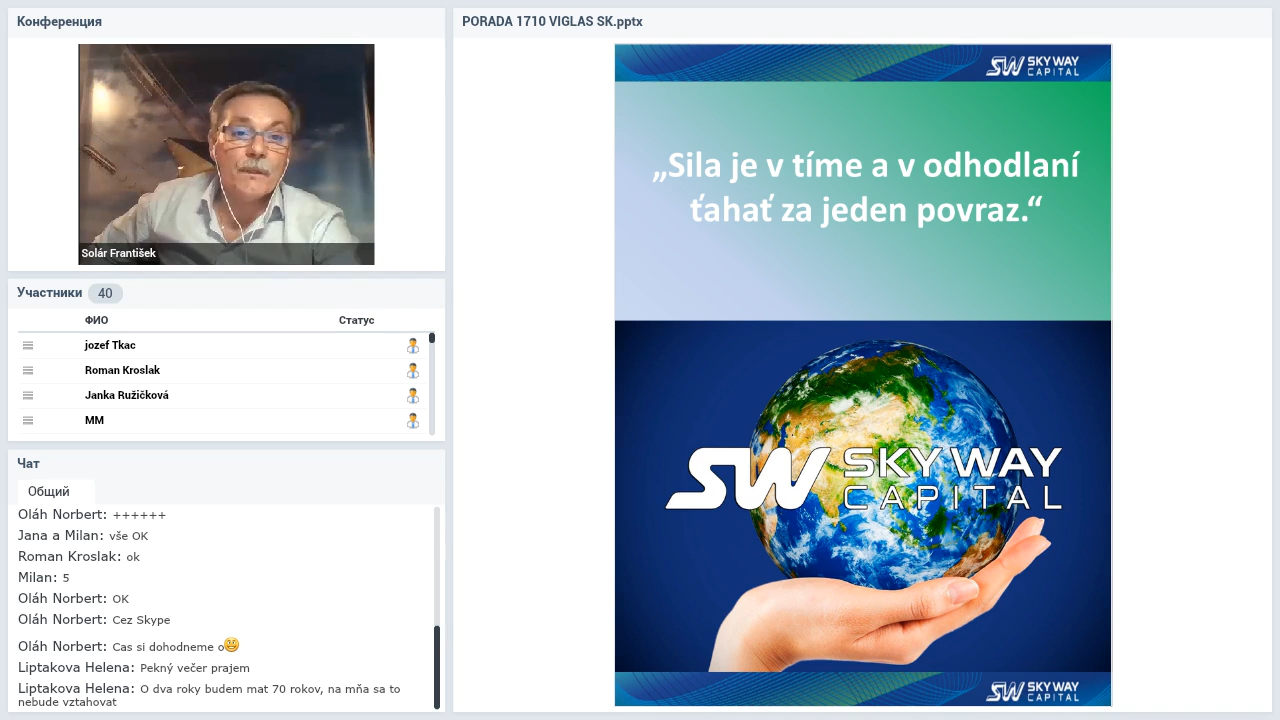 Конференция
Solár František
Участники 40
ФИО Статус
jozef Tkac
Roman Kroslak
Janka Ružičková
MM
Чат
Общий
Oláh Norbert: ++++++
Jana a Milan: vše OK
Roman Kroslak: ok
Milan: 5
Oláh Norbert: OK
Oláh Norbert: Cez Skype
Oláh Norbert: Cas si dohodneme o
Liptakova Helena: Pekný večer prajem
Liptakova Helena: O dva roky budem mat 70 rokov, na mňa sa to
nebude vztahovat
PORADA 1710 VIGLAS SK.pptx
SW SKY WAY
CAPITAL
„Sila je v tíme a v odhodlaní
ťahať za jeden povraz.“
SW SKY WAY
CAPITAL
SW SKY WAY
CAPITAL